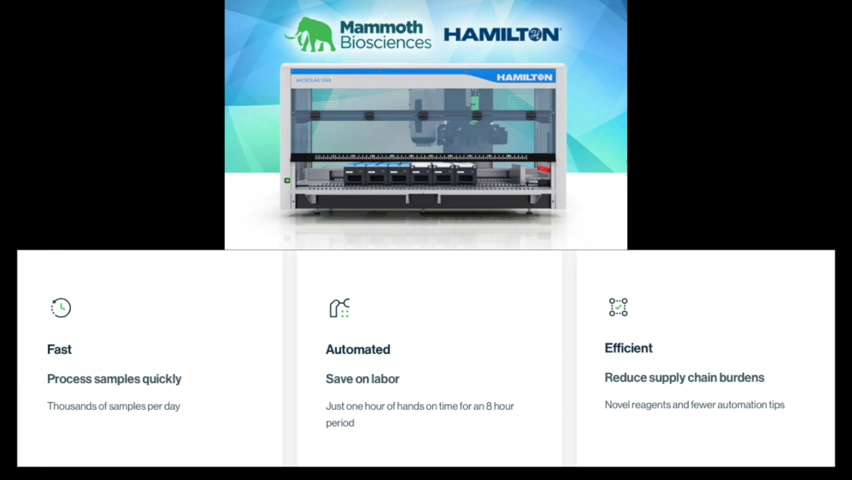 Mammoth
Biosciences
HAMILTON
MICROLAB STAR
HAMILTON
Fast
Process samples quickly
Thousands of samples per day
Automated
Save on labor
Just one hour of hands on time for an 8 hour
period
Efficient
Reduce supply chain burdens
Novel reagents and fewer automation tips